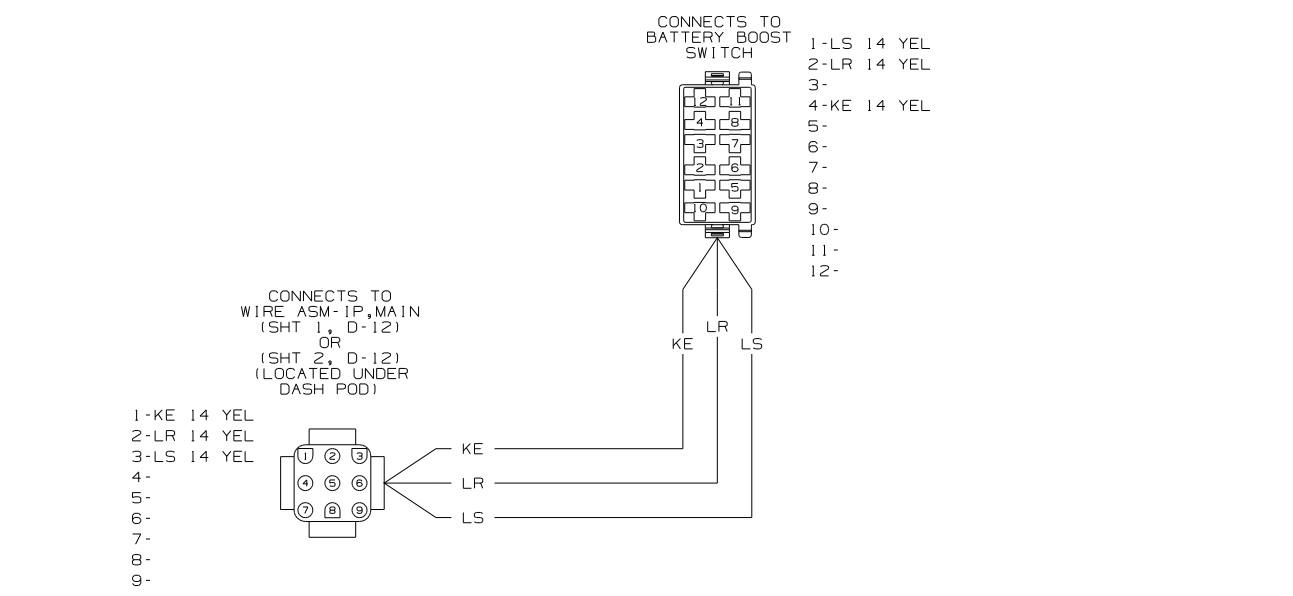 CONNECTS TO
BATTERY BOOST
SWITCH
1-LS 14 YEL
2-LR 14 YEL
3-
4-KE 14 YEL
5-
6-
7-
8-
9-
10-
11-
12-
12 11
4 8
3 7
2 6
1 5
10 9
LR
KE LS
CONNECTS TO
WIRE ASM-IP,MAIN
(SHT 1, D-12)
OR
(SHT 2, D-12)
(LOCATED UNDER
DASH POD)
1-KE 14 YEL
2-LR 14 YEL
3-LS 14 YEL
4-
5-
6-
7-
8-
9-
1 2 3
4 5 6
7 8 9
KE
LR
LS